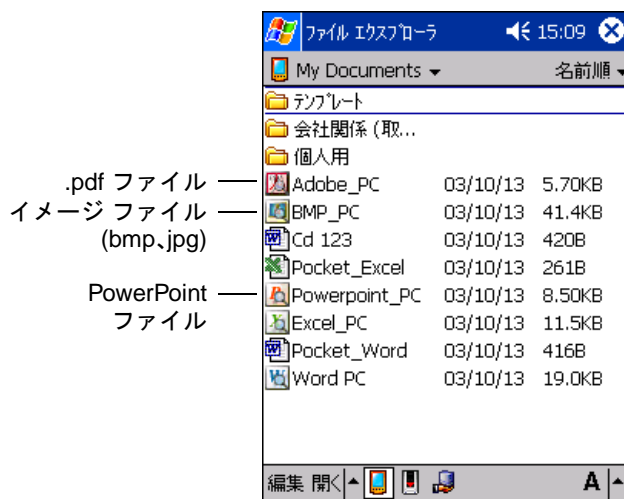 ファイル エクスプローラ 15:09
My Documents 名前順
テンプレート
会社関係 (取...
個人用
.pdf ファイル
Adobe_PC 03/10/13 5.70KB
イメージ ファイル
(bmp、jpg)
BMP_PC 03/10/13 41.4KB
Cd 123 03/10/13 420B
Pocket_Excel 03/10/13 261B
PowerPoint
ファイル
Powerpoint_PC 03/10/13 8.50KB
Excel_PC 03/10/13 11.5KB
Pocket_Word 03/10/13 416B
Word PC 03/10/13 19.0KB
編集 開く A